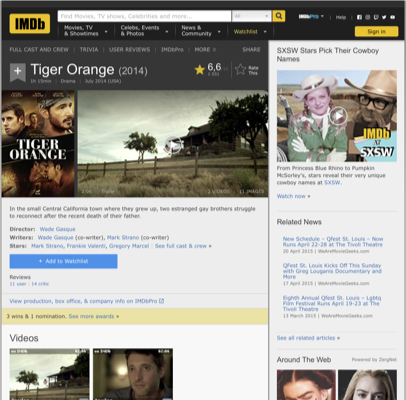 IMDb
Find Movies, TV shows, Celebrities and more...
All
IMDbPro
Help
Movies, TV & Showtimes
Celebs, Events & Photos
News & Community
Watchlist
Sign in
FULL CAST AND CREW | TRIVIA | USER REVIEWS | IMDbPro | MORE
SHARE
Tiger Orange (2014)
6,6
Rate This
1h 15min | Drama | July 2014 (USA)
TIGER ORANGE
2 VIDEOS | 11 IMAGES
In the small Central California town where they grew up, two estranged gay brothers struggle
to reconnect after the recent death of their father.
Director: Wade Gasque
Writers: Wade Gasque (co-writer), Mark Strano (co-writer)
Stars: Mark Strano, Frankie Valenti, Gregory Marcel | See full cast & crew »
+ Add to Watchlist
Reviews
11 user | 14 critic
View production, box office, & company info on IMDbPro
3 wins & 1 nomination. See more awards »
Videos
SXSW Stars Pick Their Cowboy
Names
IMDb
AT
SXSW
From Princess Blue Rhino to Pumpkin
McSorley's, stars reveal their very unique
cowboy names at SXSW.
Watch now »
Related News
New Schedule – QFest St. Louis – Now
Runs April 22-28 at The Tivoli Theatre
20 April 2015 | WeAreMovieGeeks.com
QFest St.Louis Kicks Off This Sunday
with Greg Louganis Documentary and
More
17 April 2015 | WeAreMovieGeeks.com
Eighth Annual QFest St. Louis – Lgbtq
Film Festival Runs April 19-23 at The
Tivoli Theatre
13 March 2015 | WeAreMovieGeeks.com
See all related articles »
Around The Web
Powered by ZergNet